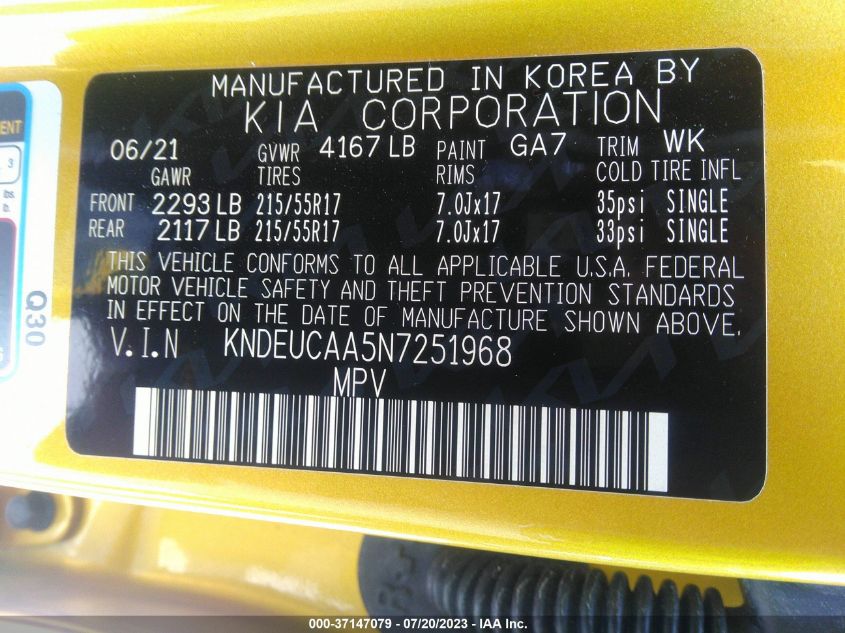 MANUFACTURED IN KOREA BY
KIA CORPORATION
06/21 GVWR 4167 LB PAINT GA7 TRIM WK
GAWR TIRES RIMS COLD TIRE INFL
FRONT 2293 LB 215/55R17 7.0Jx17 35psi SINGLE
REAR 2117 LB 215/55R17 7.0Jx17 33psi SINGLE
THIS VEHICLE CONFORMS TO ALL APPLICABLE U.S.A. FEDERAL
MOTOR VEHICLE SAFETY AND THEFT PREVENTION STANDARDS
IN EFFECT ON THE DATE OF MANUFACTURE SHOWN ABOVE.
V.I.N KNDEUCAA5N7251968
MPV
3
lbs.
Q30
000-37147079 // 07/20/2023 - IAA Inc.